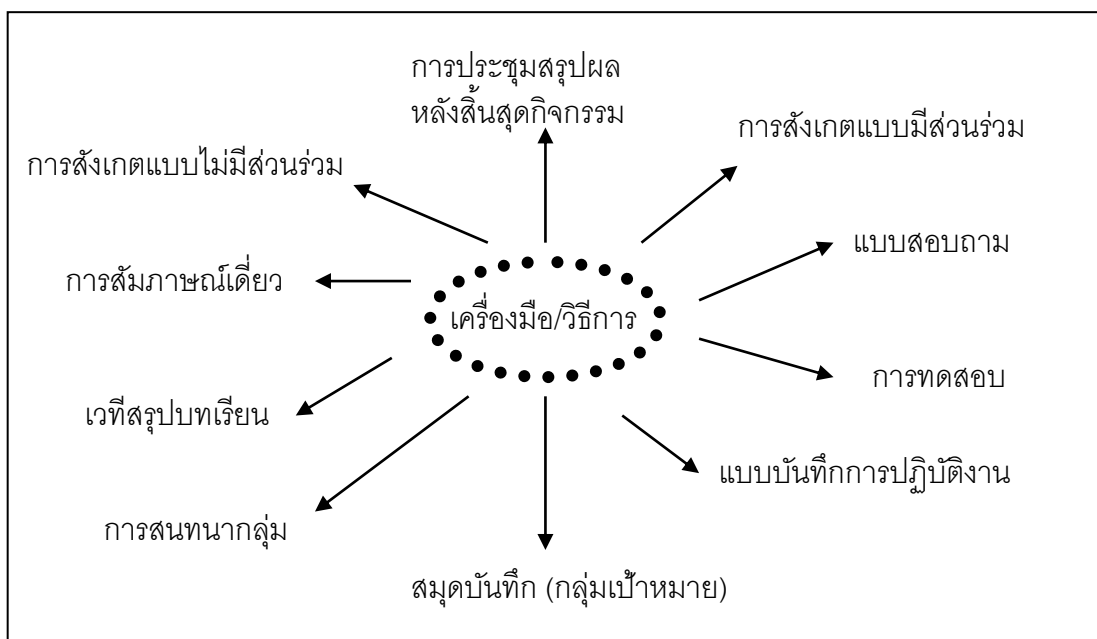 การประชุมสรุปผล
หลังสิ้นสุดกิจกรรม
การสังเกตแบบมีส่วนร่วม
การสังเกตแบบไม่มีส่วนร่วม
แบบสอบถาม
การสัมภาษณ์เดี่ยว
เครื่องมือ/วิธีการ
การทดสอบ
เวทีสรุปบทเรียน
แบบบันทึกการปฏิบัติงาน
การสนทนากลุ่ม
สมุดบันทึก (กลุ่มเป้าหมาย)